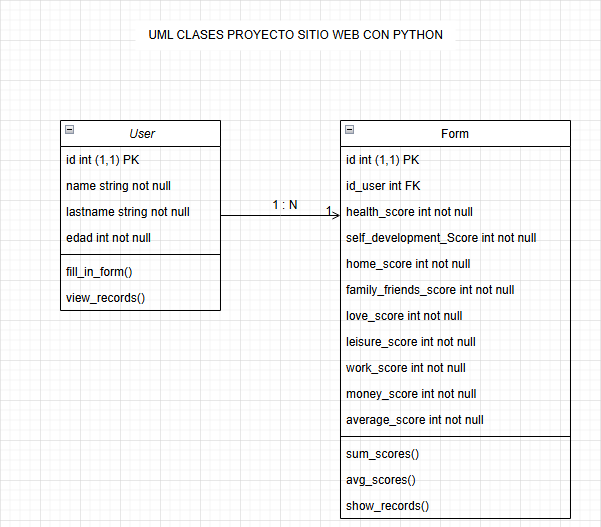 UML CLASES PROYECTO SITIO WEB CON PYTHON
User
id int (1,1) PK
name string not null
lastname string not null
edad int not null
fill_in_form()
view_records()
1 : N
1
Form
id int (1,1) PK
id_user int FK
health_score int not null
self_development_Score int not null
home_score int not null
family_friends_score int not null
love_score int not null
leisure_score int not null
work_score int not null
money_score int not null
average_score int not null
sum_scores()
avg_scores()
show_records()